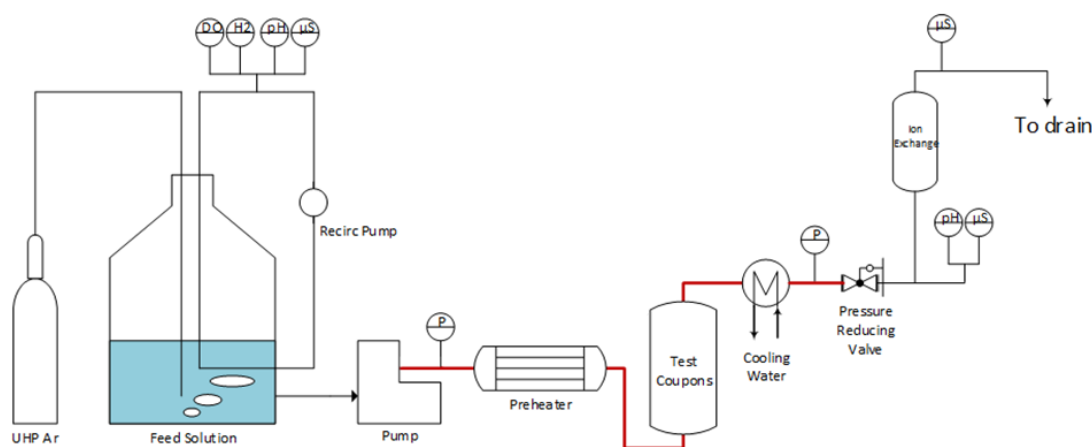 DO H2 pH µS
µS
To drain
Ion
Exchange
pH µS
Recirc Pump
P
P
Pressure
Reducing
Valve
Test
Coupons
Cooling
Water
Preheater
UHP Ar
Feed Solution
Pump